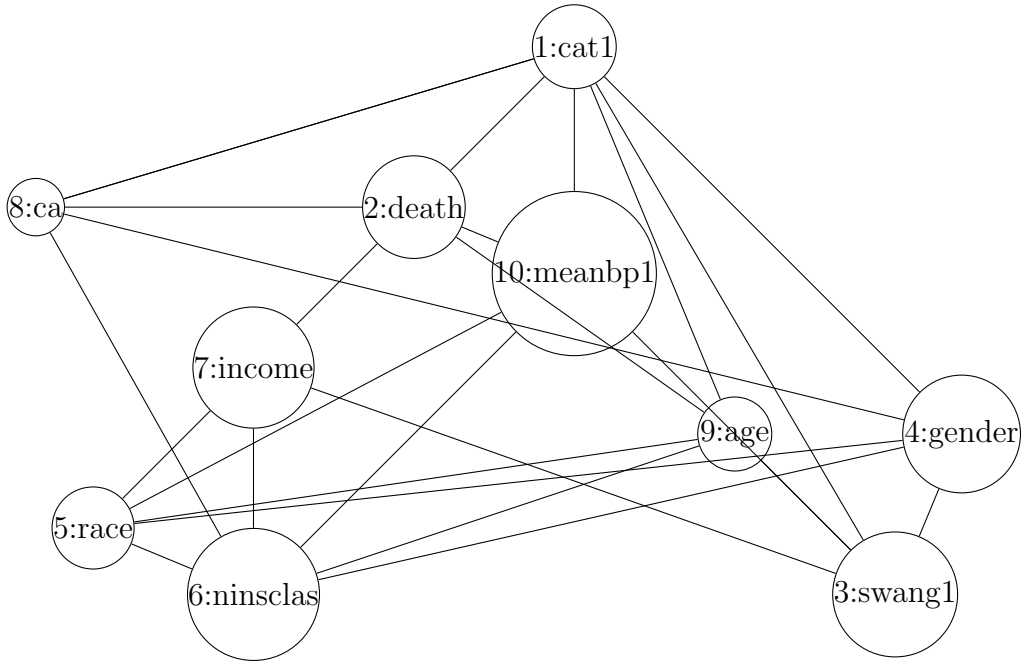 1:cat1
8:ca
2:death
10:meanbp1
7:income
9:age
4:gender
5:race
6:ninsclas
3:swang1